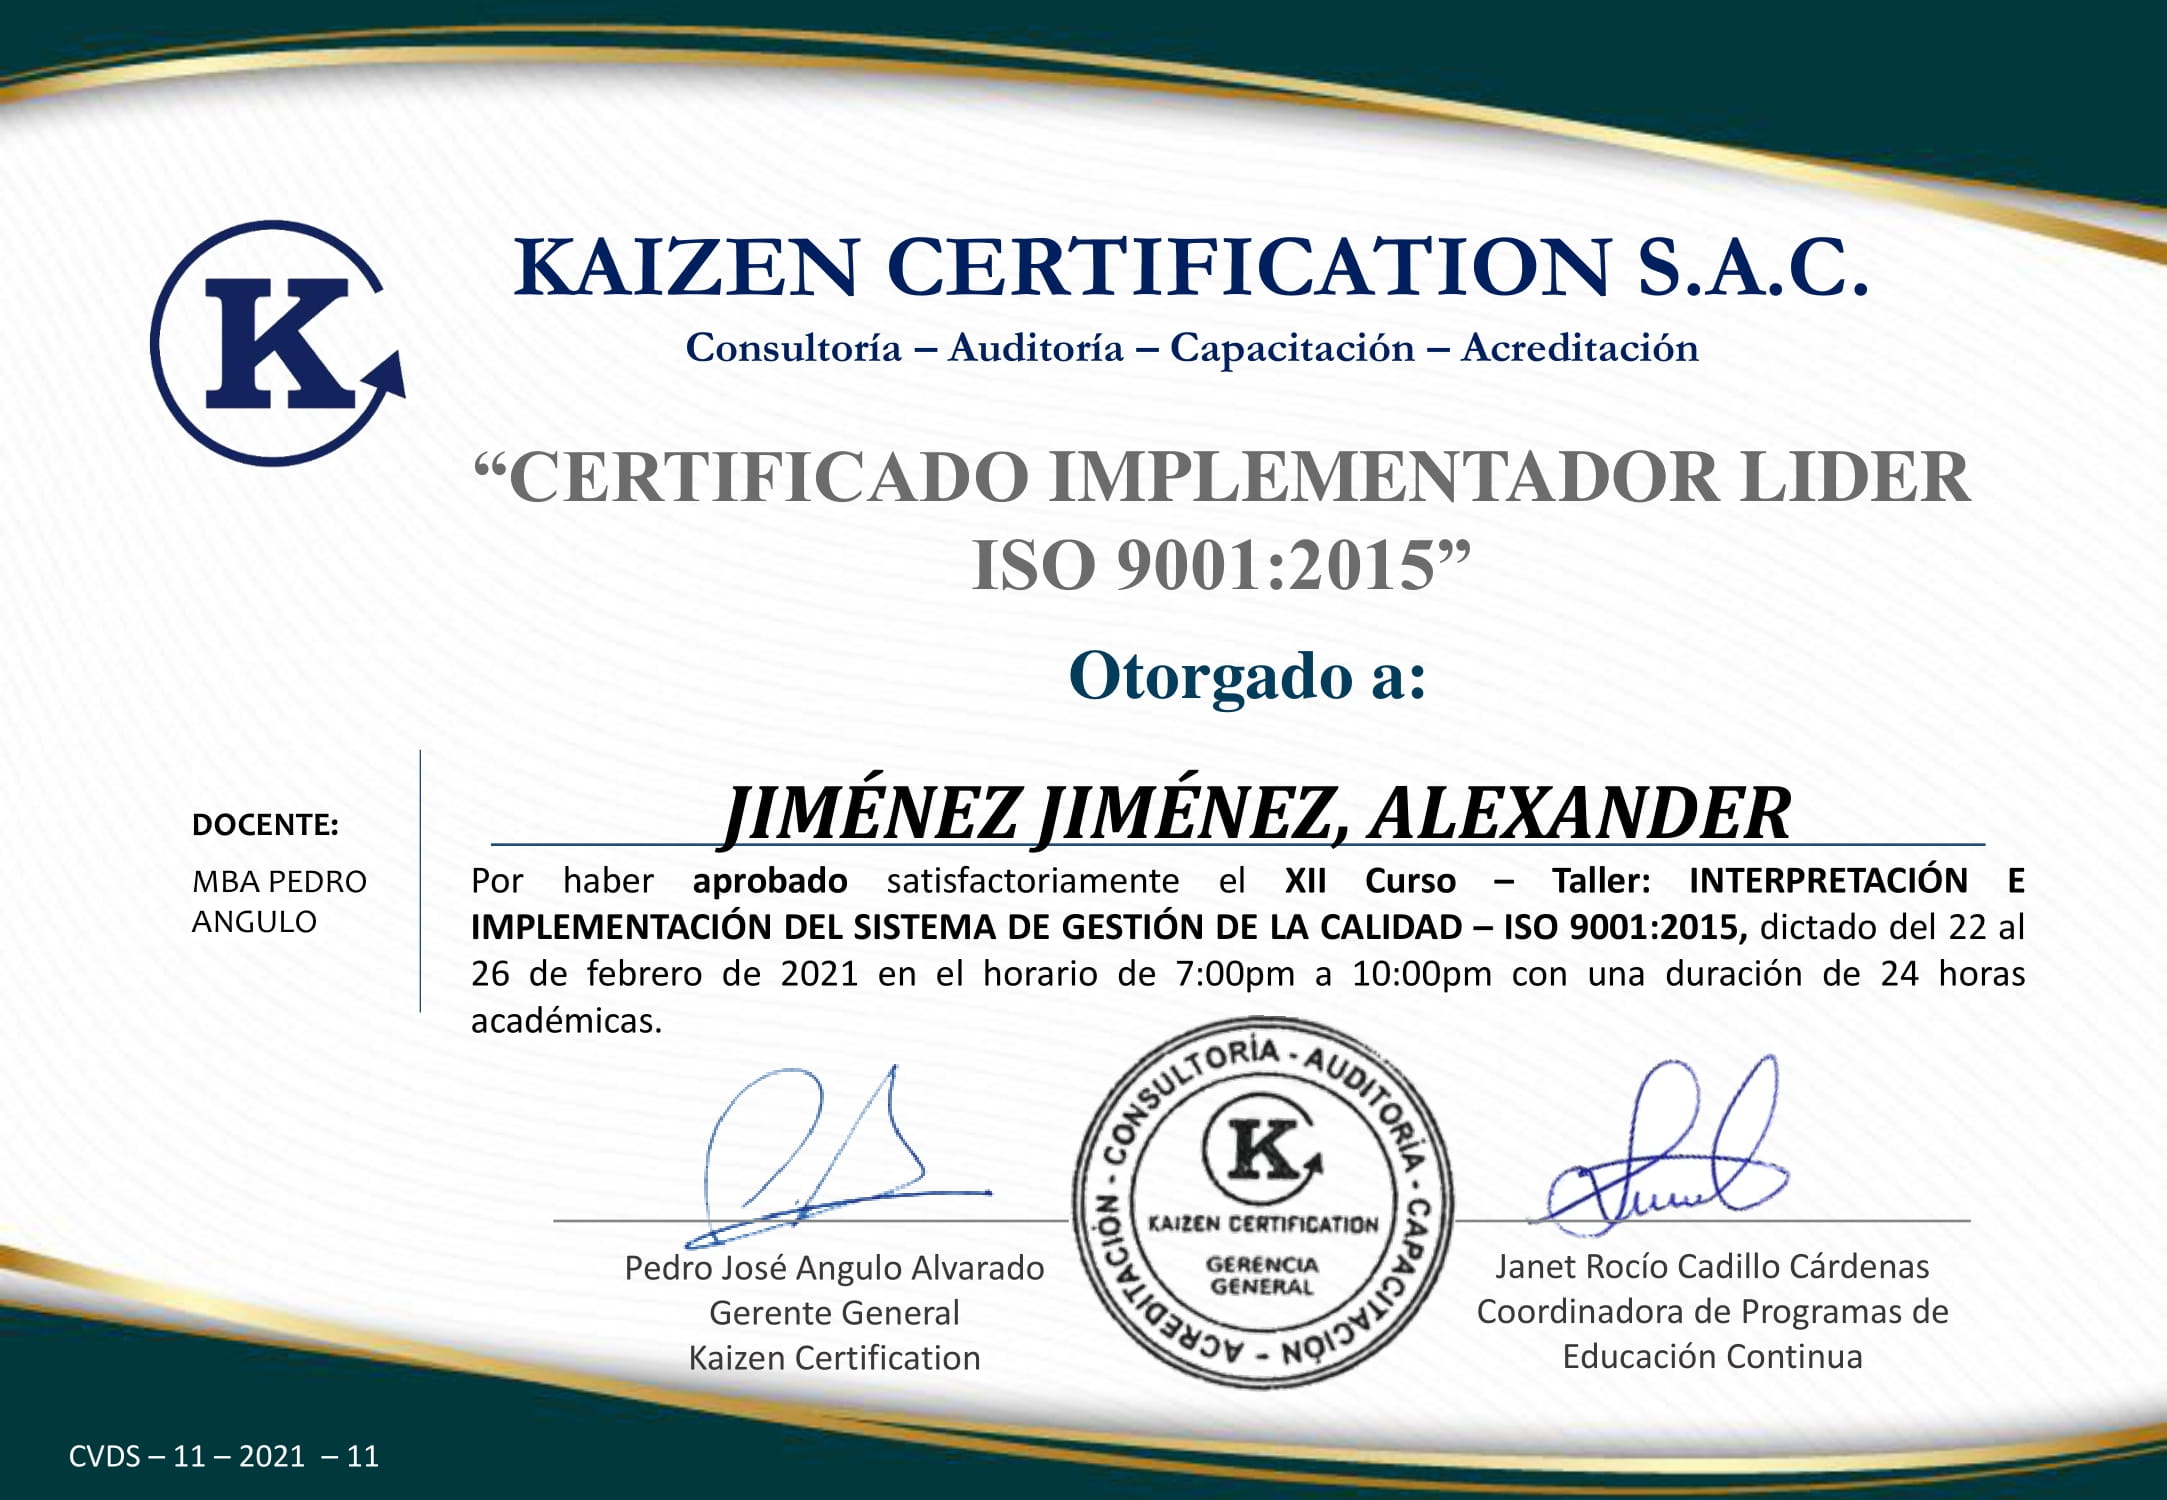 K
KAIZEN CERTIFICATION S.A.C.
Consultoría – Auditoría – Capacitación – Acreditación
“CERTIFICADO IMPLEMENTADOR LIDER
ISO 9001:2015”
Otorgado a:
JIMÉNEZ JIMÉNEZ, ALEXANDER
DOCENTE:
MBA PEDRO
ANGULO
Por haber aprobado satisfactoriamente el XII Curso – Taller: INTERPRETACIÓN E
IMPLEMENTACIÓN DEL SISTEMA DE GESTIÓN DE LA CALIDAD – ISO 9001:2015, dictado del 22 al
26 de febrero de 2021 en el horario de 7:00pm a 10:00pm con una duración de 24 horas
académicas.
CONSULTORÍA - AUDITORÍA - CAPACITACIÓN - ACREDITACIÓN -
K
KAIZEN CERTIFICATION
GERENCIA
GENERAL
Pedro José Angulo Alvarado
Gerente General
Kaizen Certification
Janet Rocío Cadillo Cárdenas
Coordinadora de Programas de
Educación Continua
CVDS – 11 – 2021 – 11